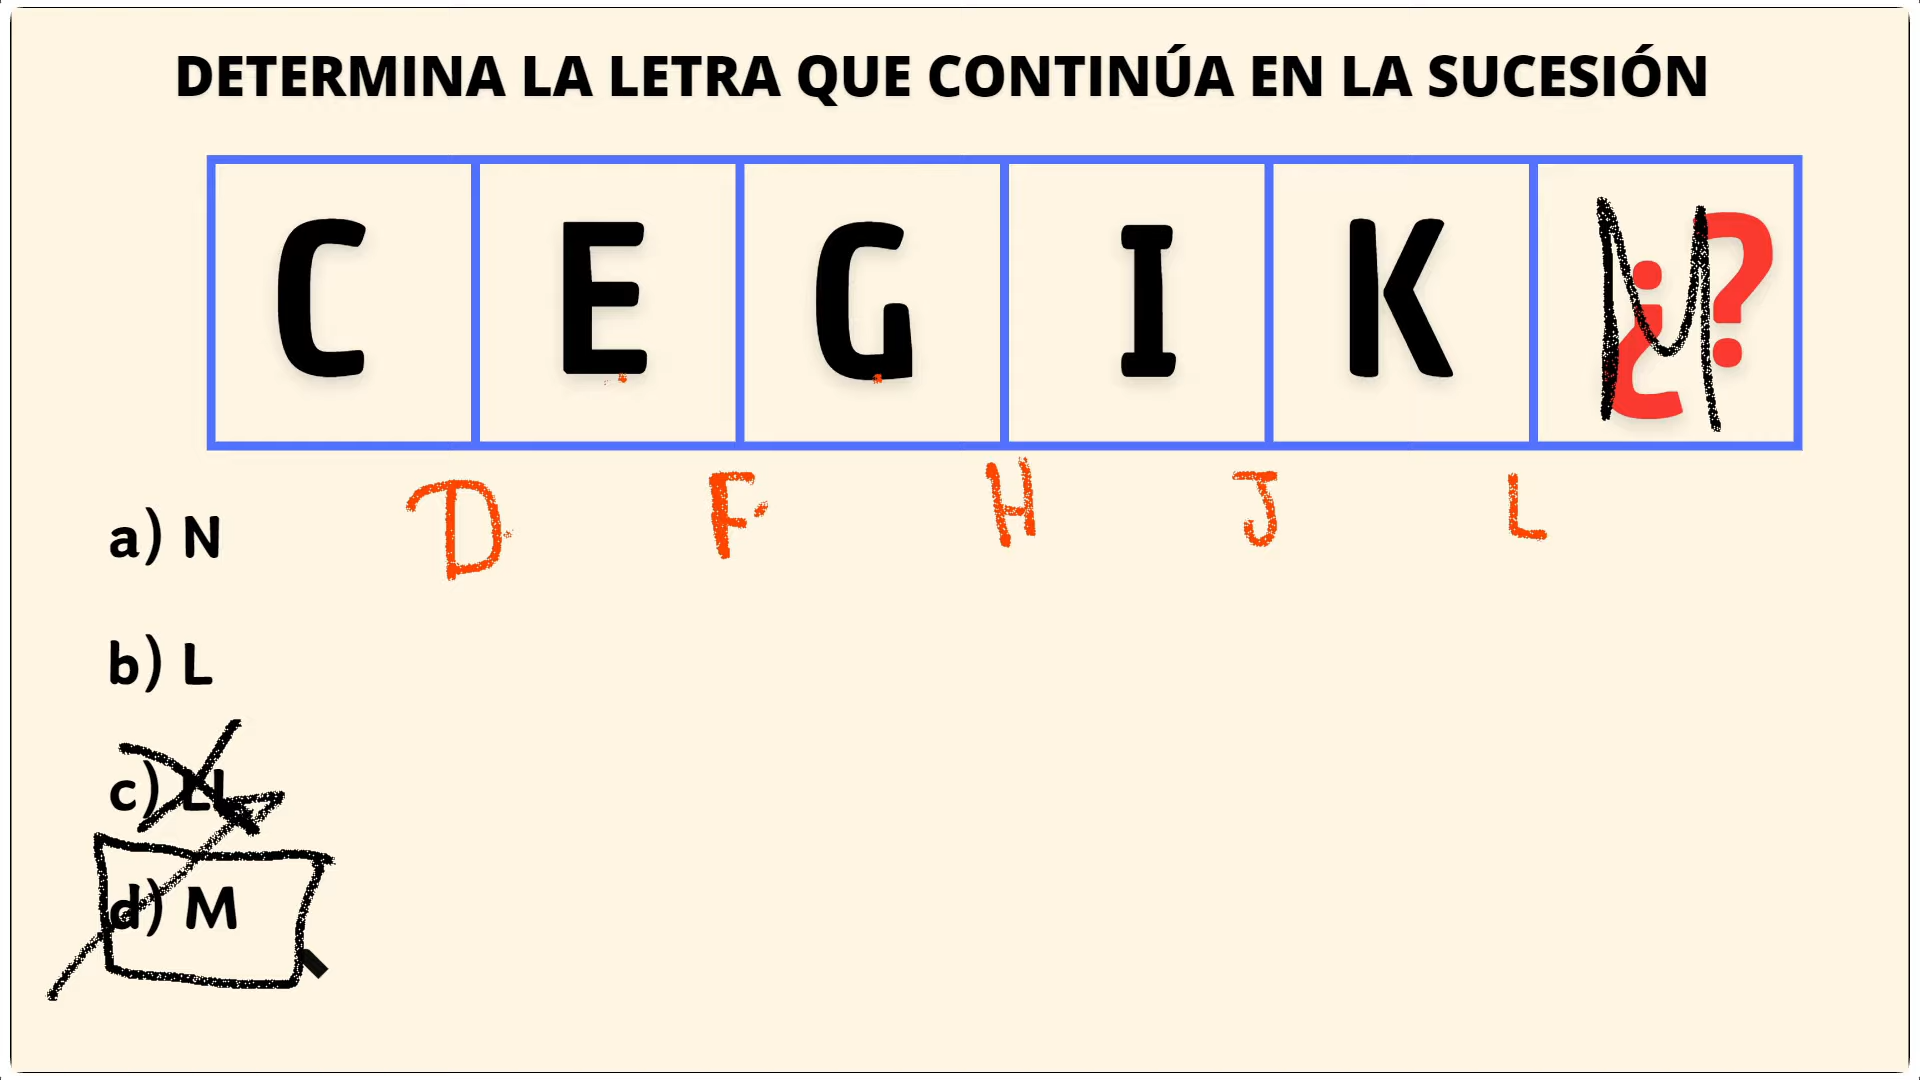 DETERMINA LA LETRA QUE CONTINÚA EN LA SUCESIÓN
C E G I K ¿? M
D F H J L
a) N
b) L
c) LL
d) M